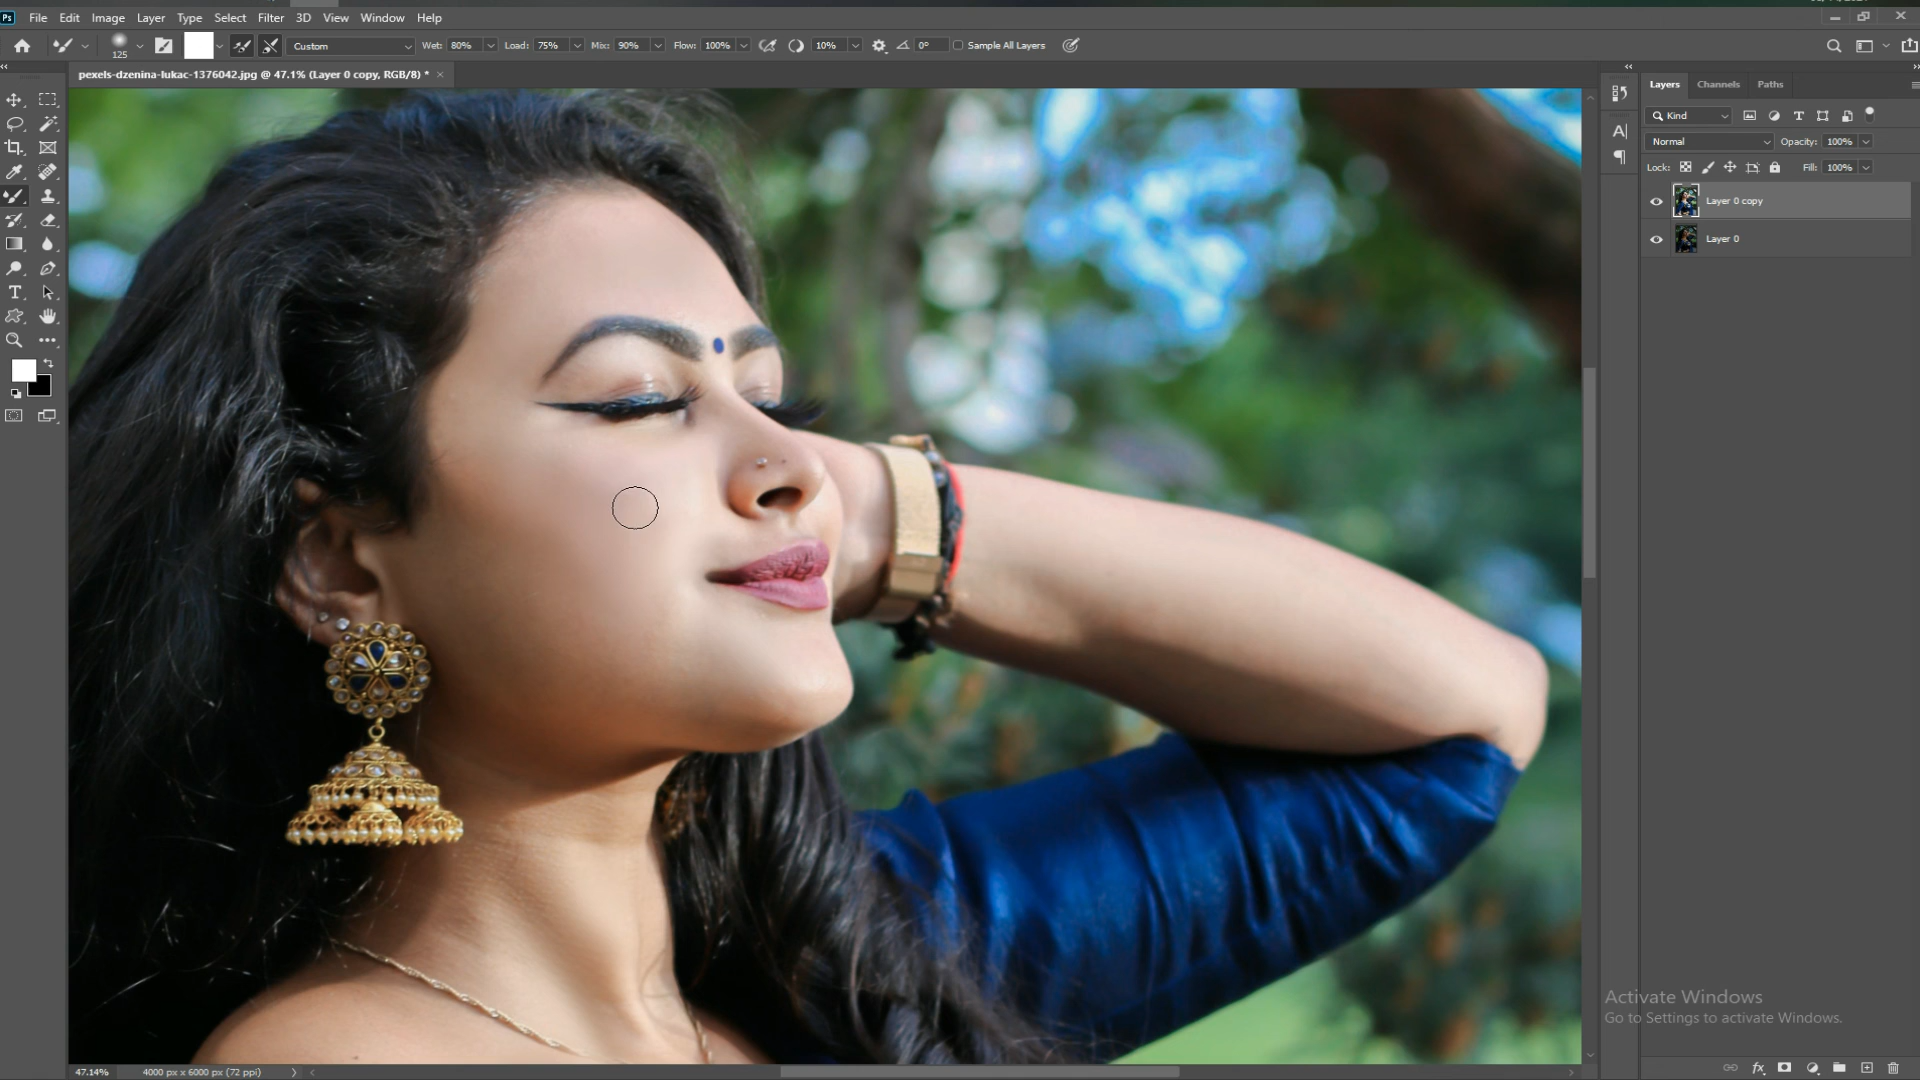 Ps File Edit Image Layer Type Select Filter 3D View Window Help
125 Custom Wet: 80% Load: 75% Mix: 90% Flow: 100% 10% 0° Sample All Layers
pexels-dzenina-lukac-1376042.jpg @ 47.1% (Layer 0 copy, RGB/8) *
Layers Channels Paths
Kind
Normal Opacity: 100%
Lock: Fill: 100%
Layer 0 copy
Layer 0
Activate Windows
Go to Settings to activate Windows.
47.14% 4000 px x 6000 px (72 ppi)